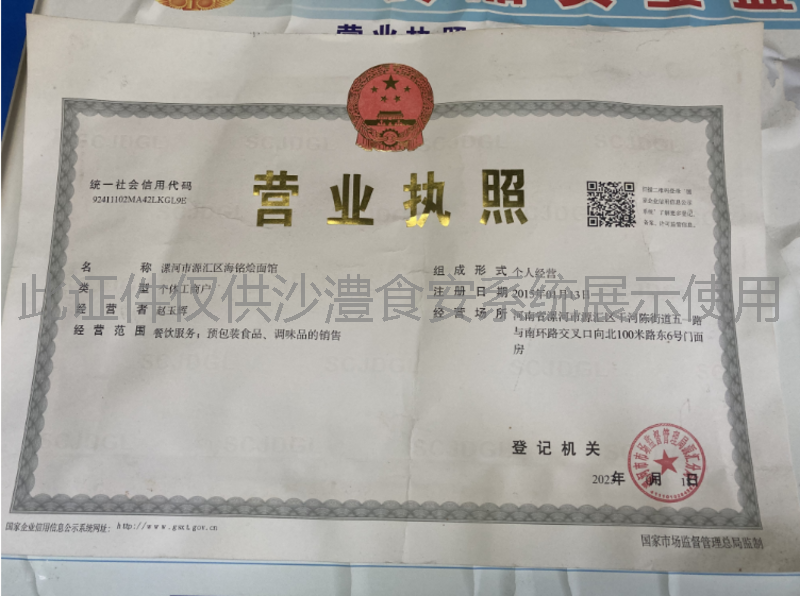 营业执照
统一社会信用代码
92411102MA42LKGL9E
营业执照
名称 漯河市源汇区海铭烩面馆
类型 个体工商户
经营者
经营范围 餐饮服务；预包装食品、调味品的销售
组成形式 个人经营
注册日期 2015年01月13日
经营场所 河南省漯河市源汇区干河陈街道五一路
与南环路交叉口向北100米路东6号门面
房
此证件仅供沙澧食安系统展示使用
登记机关
年 月 日
国家企业信用信息公示系统网址：http://www.gsxt.gov.cn
国家市场监督管理总局监制